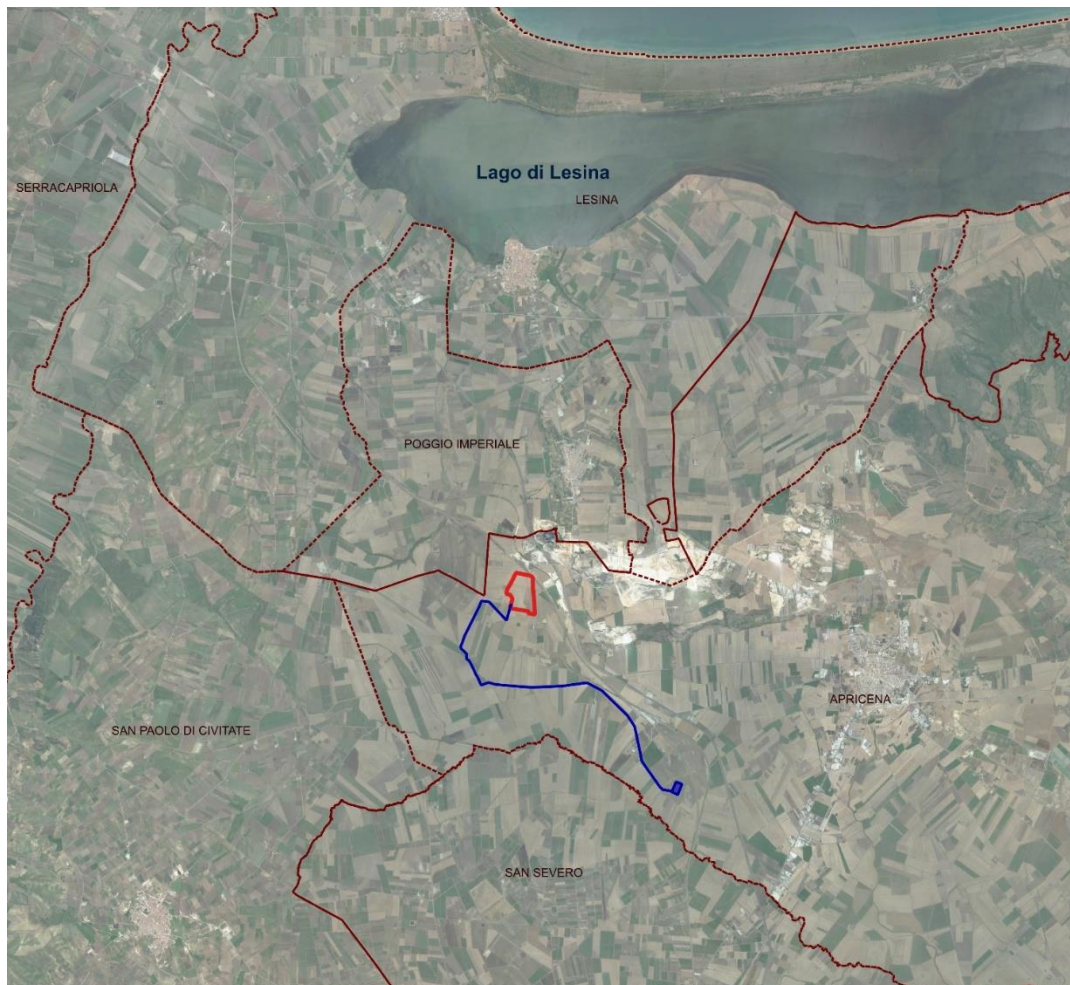 Lago di Lesina
SERRACAPRIOLA
LESINA
POGGIO IMPERIALE
APRICENA
SAN PAOLO DI CIVITATE
SAN SEVERO